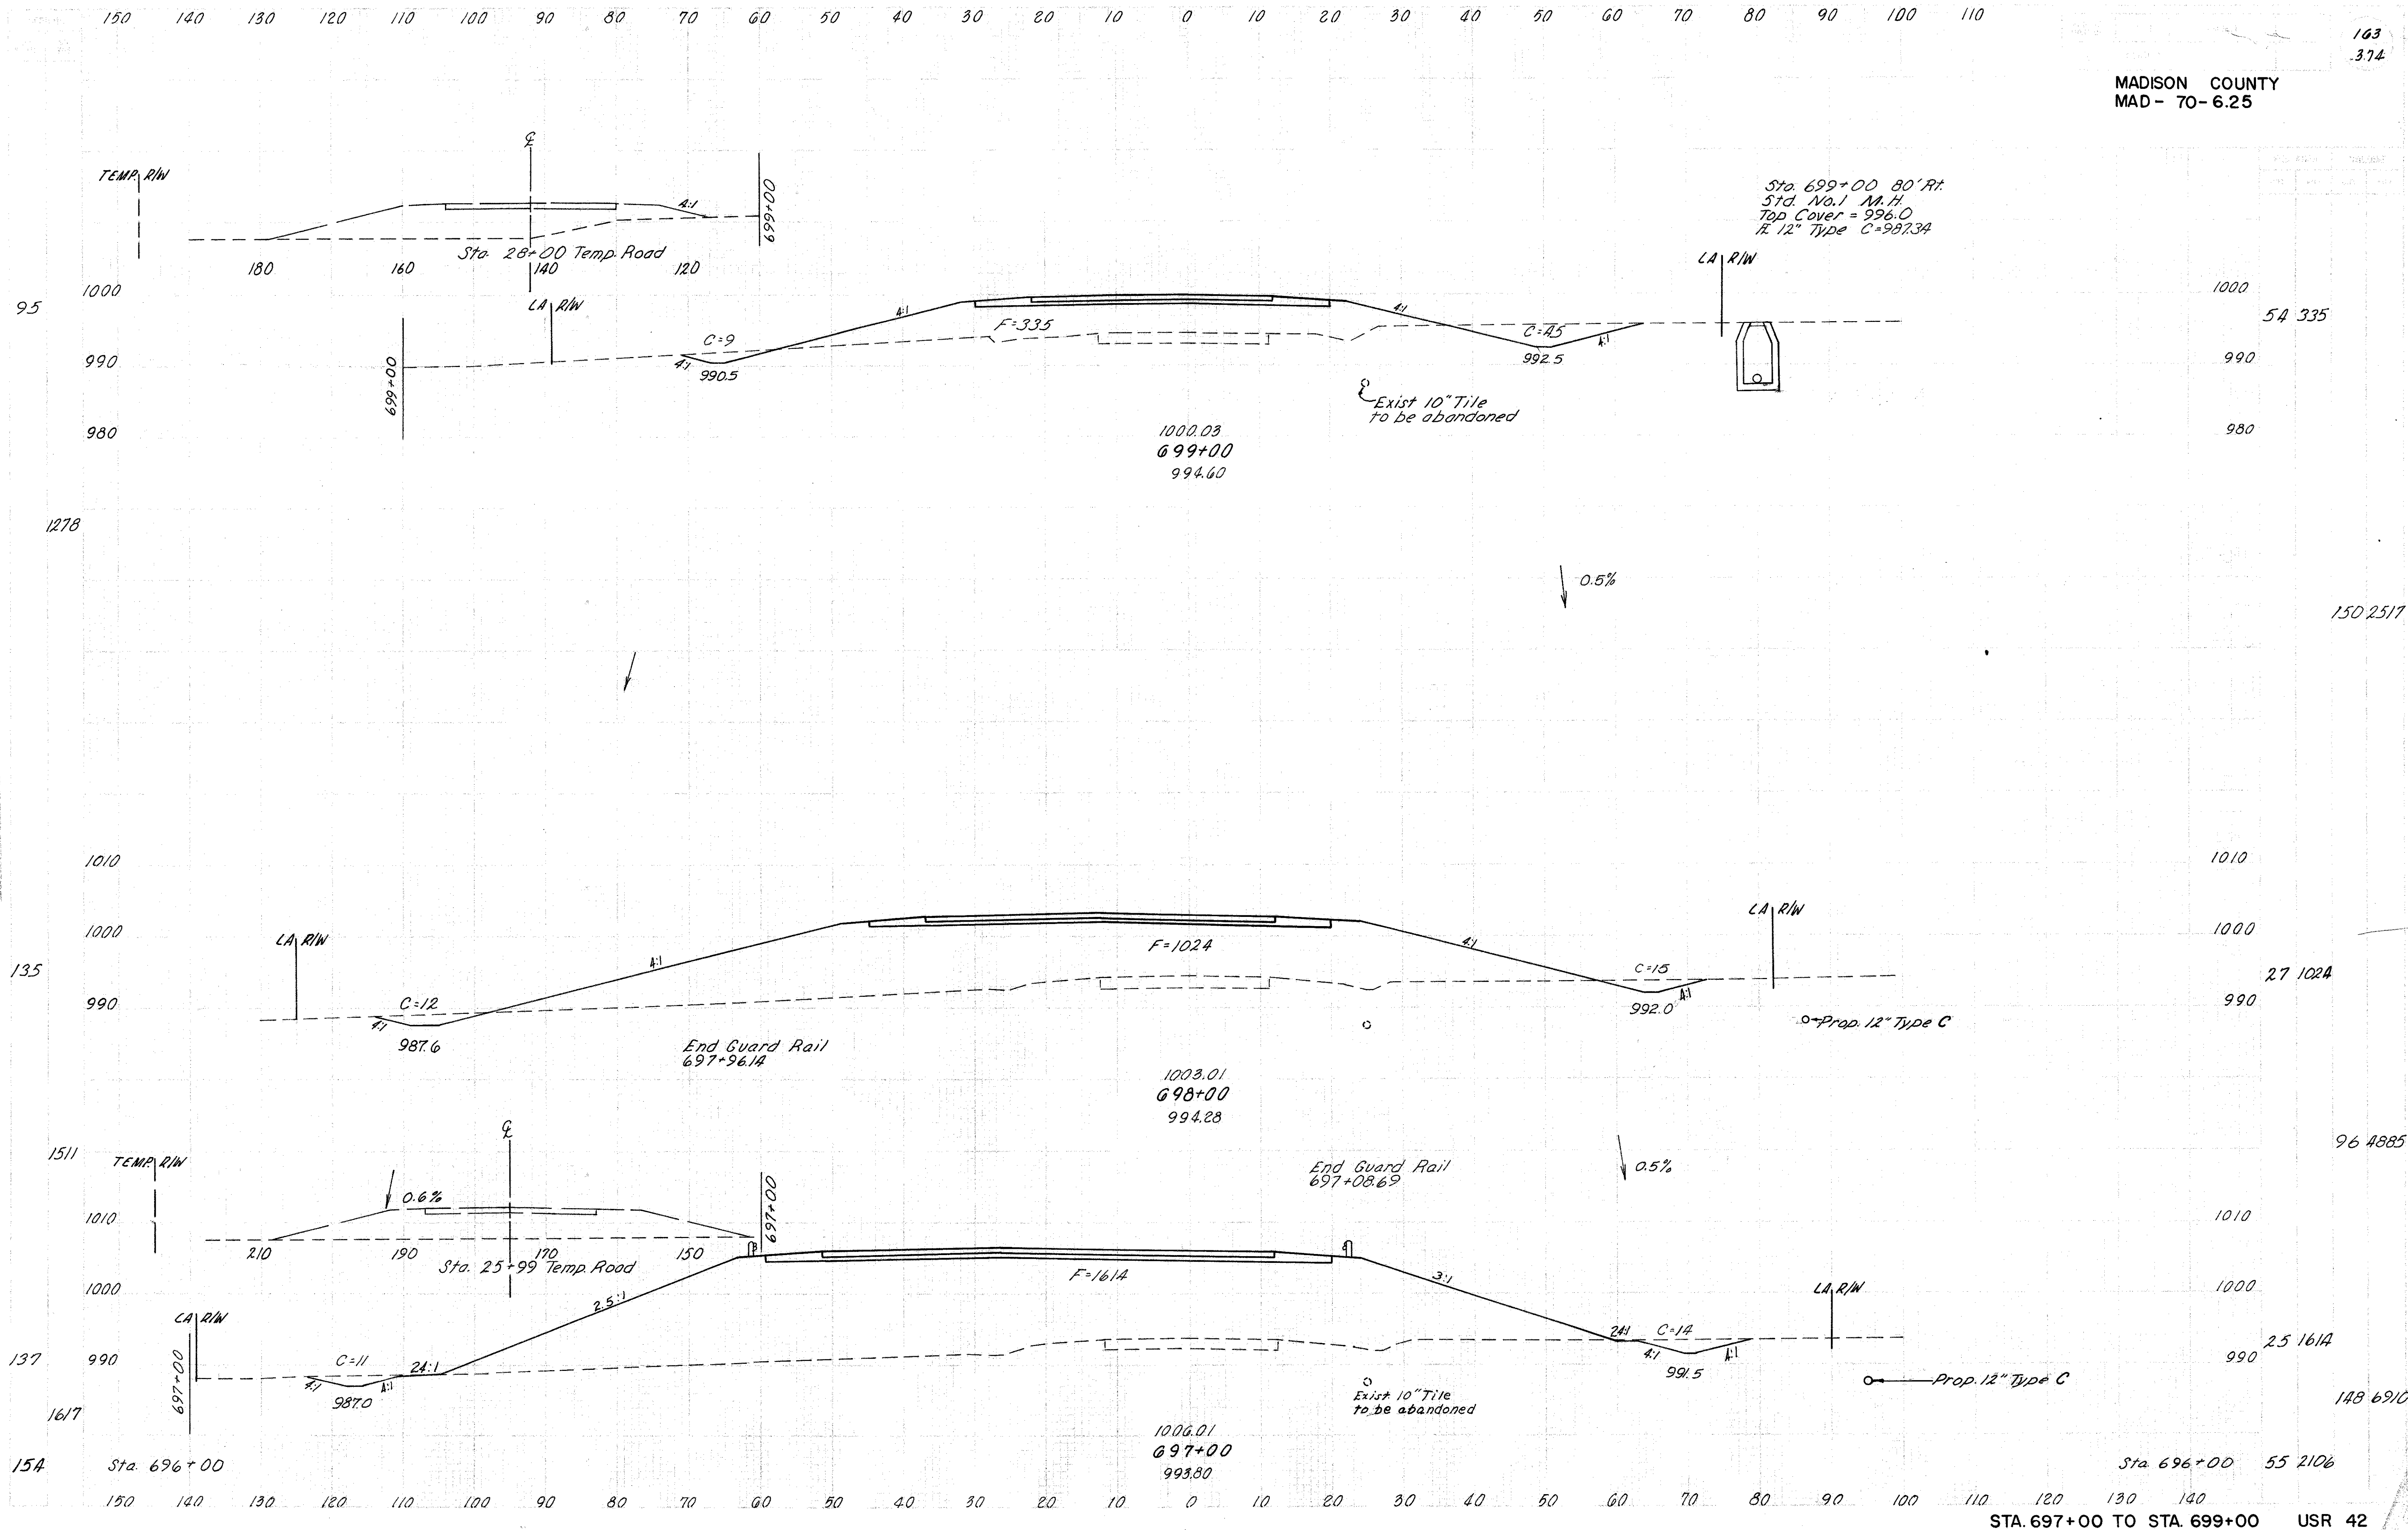 150 140 130 120 110 100 90 80 70 60 50 40 30 20 10 0 10 20 30 40 50 60 70 80 90 100 110
163
374
MADISON COUNTY
MAD- 70-6.25
℄
TEMP. R/W
699+00
4:1
Sta. 28+00 Temp. Road
180 160 140 120
Sta. 699+00 80' Rt.
Std. No.1 M.H.
Top Cover = 996.0
12" Type C=987.34
LA R/W
LA R/W
95
1000
1000
54 335
4:1
F=335
4:1
C=9
C=45
990
4:1
990.5
992.5
4:1
990
699+00
Exist 10" Tile
to be abandoned
980
980
1000.03
699+00
994.60
1278
0.5%
150 2517
1010
1010
LA R/W
1000
LA R/W
1000
F=1024
4:1
4:1
135
C=15
27 1024
990
C=12
4:1
990
4:1
992.0
987.6
Prop. 12" Type C
End Guard Rail
697+96.14
1003.01
698+00
994.28
℄
1511
96 4885
TEMP. R/W
End Guard Rail
697+08.69
0.5%
0.6%
697+00
1010
1010
210 190 170 150
Sta. 25+99 Temp. Road
F=1614
3:1
1000
1000
2.5:1
LA R/W
LA R/W
24:1
C=14
25 1614
137
990
C=11
24:1
4:1
4:1
990
4:1
4:1
987.0
991.5
Prop. 12" Type C
697+00
Exist. 10" Tile
to be abandoned
148 6910
1617
1006.01
697+00
993.80
154
Sta. 696+00
Sta. 696+00
55 2106
150 140 130 120 110 100 90 80 70 60 50 40 30 20 10 0 10 20 30 40 50 60 70 80 90 100 110 120 130 140
STA. 697+00 TO STA. 699+00 USR 42